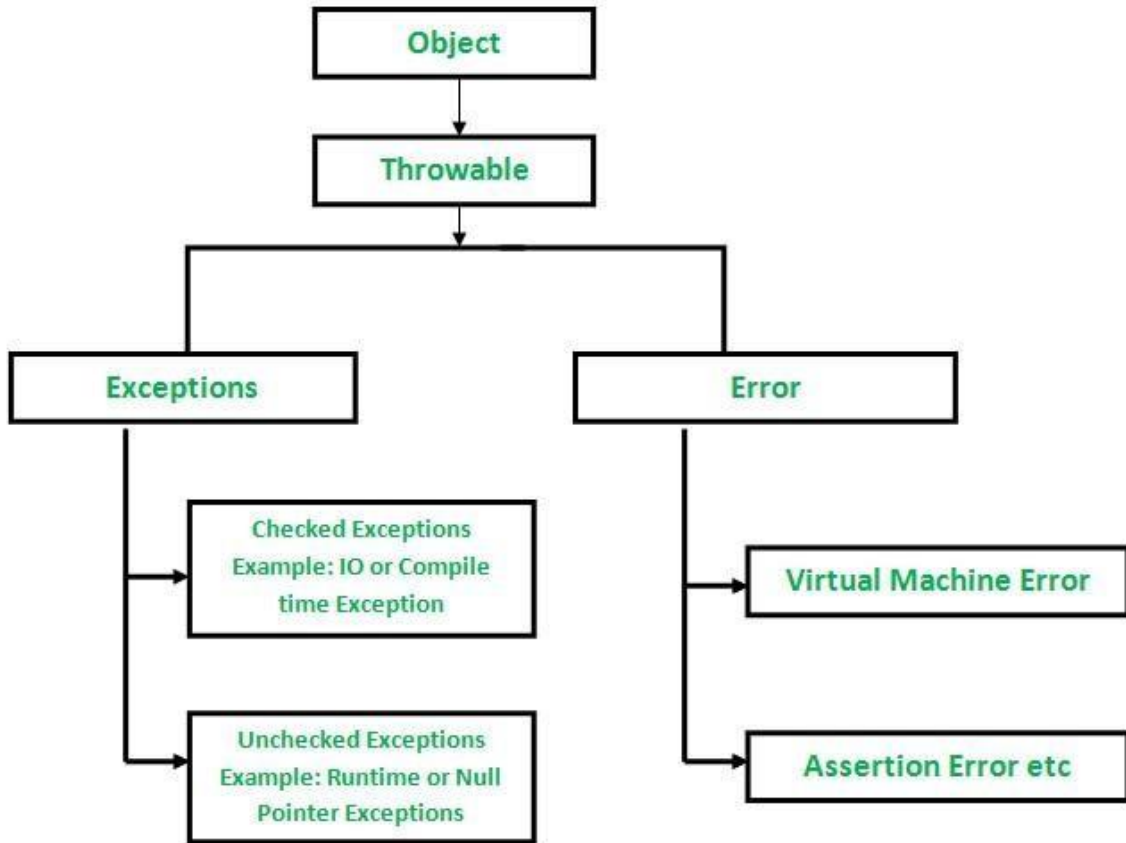 Object
Throwable
Exceptions
Error
Checked Exceptions
Example: IO or Compile
time Exception
Virtual Machine Error
Unchecked Exceptions
Example: Runtime or Null
Pointer Exceptions
Assertion Error etc